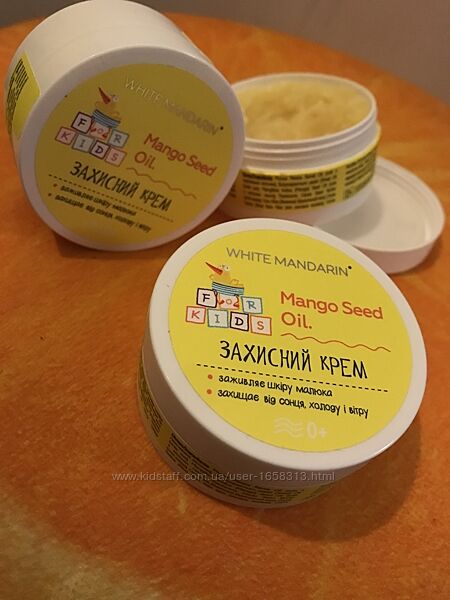 WHITE MANDARIN®
FOR
KIDS
Mango Seed
Oil.
ЗАХИСНИЙ КРЕМ
заживляє шкіру малюка
захищає від сонця, холоду і вітру
WHITE MANDARIN®
FOR
KIDS
Mango Seed
Oil.
ЗАХИСНИЙ КРЕМ
• заживляє шкіру малюка
• захищає від сонця, холоду і вітру
0+
www.kidstaff.com.ua/user-1658313.html